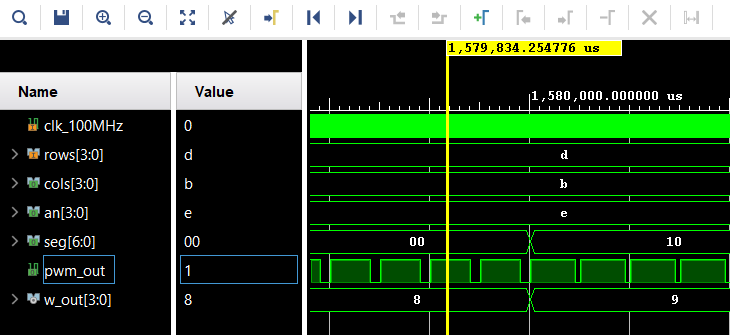 1,579,834.254776 us
1,580,000.000000 us
Name Value
clk_100MHz 0
rows[3:0] d d
cols[3:0] b b
an[3:0] e e
seg[6:0] 00 00 10
pwm_out 1
w_out[3:0] 8 8 9